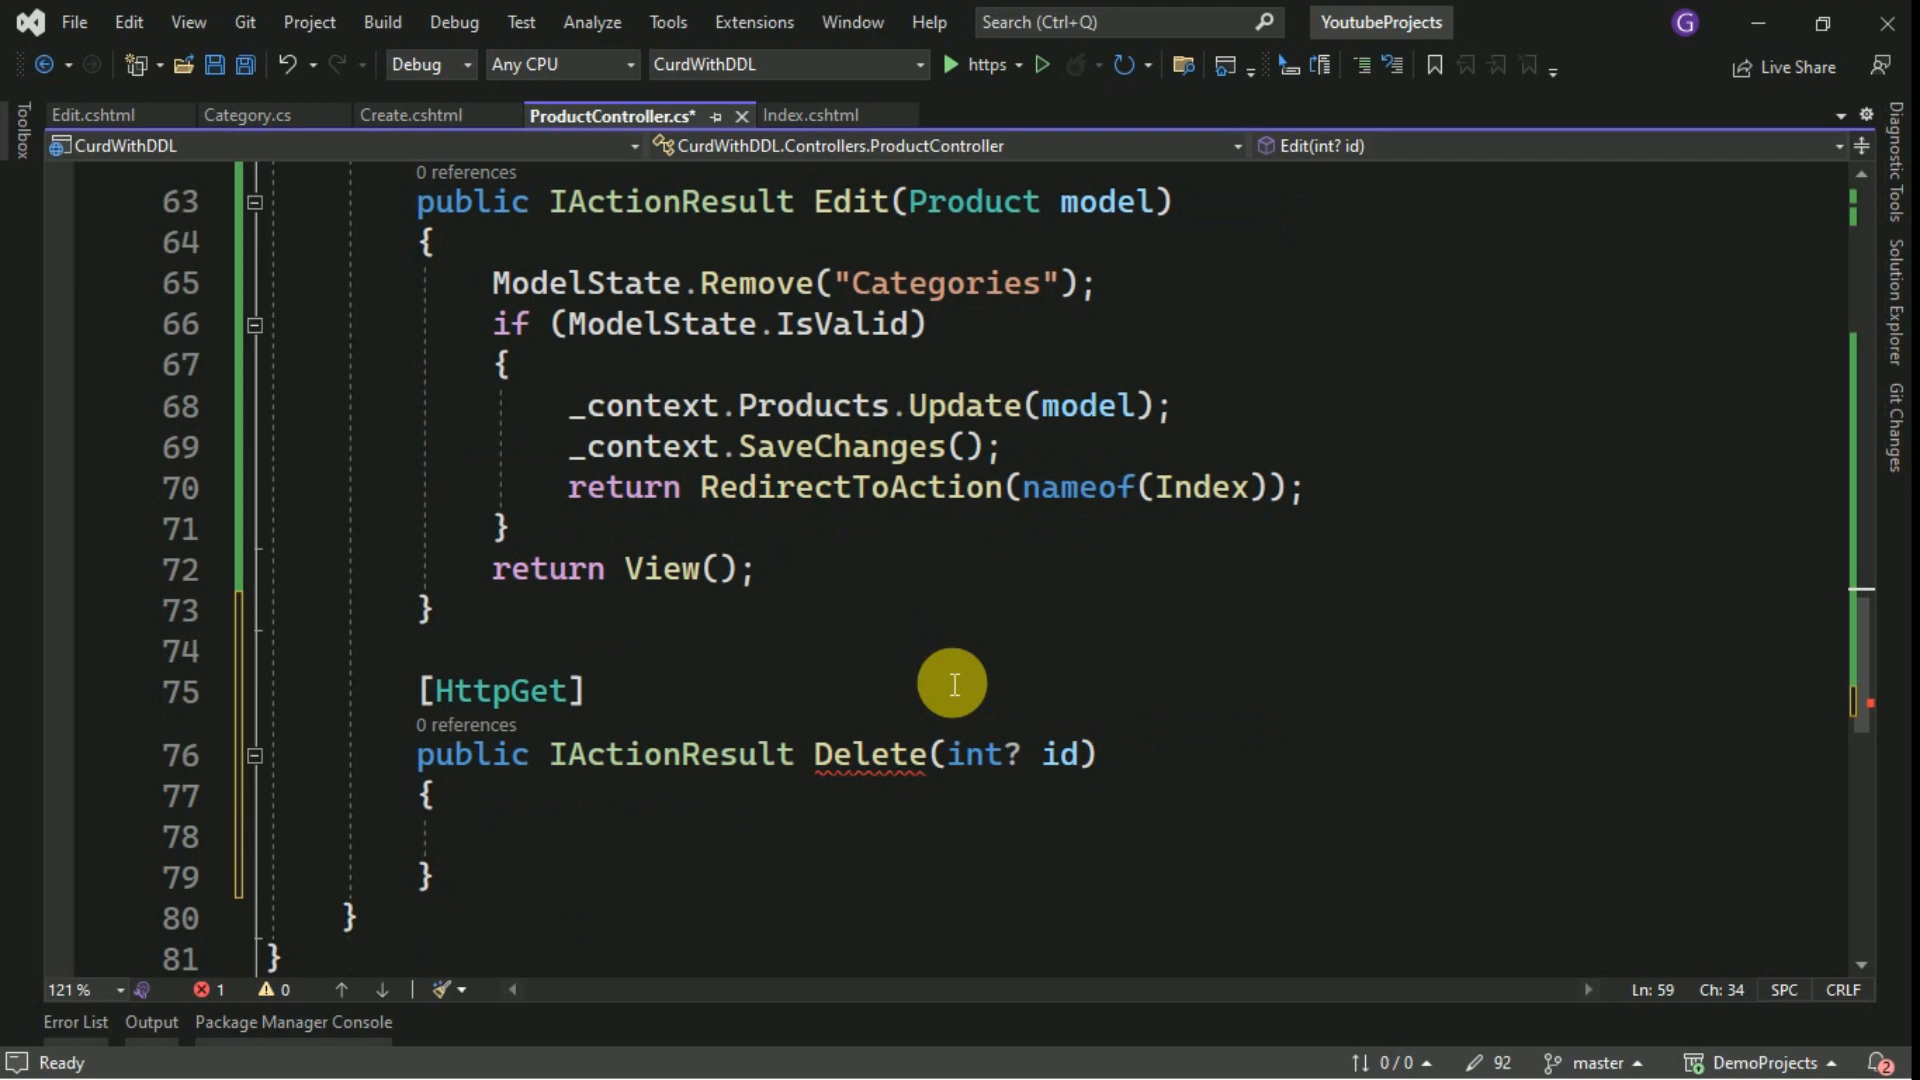 File Edit View Git Project Build Debug Test Analyze Tools Extensions Window Help Search (Ctrl+Q) YoutubeProjects G
Debug Any CPU CurdWithDDL https Live Share
Edit.cshtml Category.cs Create.cshtml ProductController.cs* Index.cshtml
CurdWithDDL CurdWithDDL.Controllers.ProductController Edit(int? id)
Toolbox
0 references
63 public IActionResult Edit(Product model)
64 {
65 ModelState.Remove("Categories");
66 if (ModelState.IsValid)
67 {
68 _context.Products.Update(model);
69 _context.SaveChanges();
70 return RedirectToAction(nameof(Index));
71 }
72 return View();
73 }
74
75 [HttpGet]
0 references
76 public IActionResult Delete(int? id)
77 {
78
79 }
80 }
81 }
Diagnostic Tools
Solution Explorer
Git Changes
121 % 1 0 Ln: 59 Ch: 34 SPC CRLF
Error List Output Package Manager Console
Ready 0 / 0 92 master DemoProjects 2